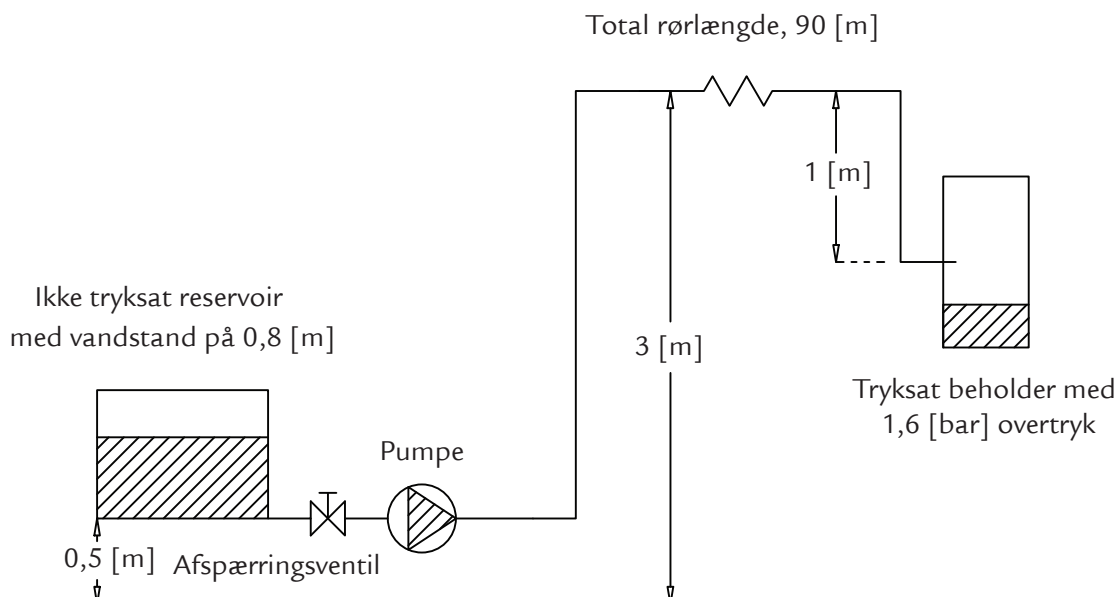 Total rørlængde, 90 [m]
1 [m]
Ikke tryksat reservoir
med vandstand på 0,8 [m]
3 [m]
Tryksat beholder med
1,6 [bar] overtryk
Pumpe
0,5 [m]
Afspærringsventil